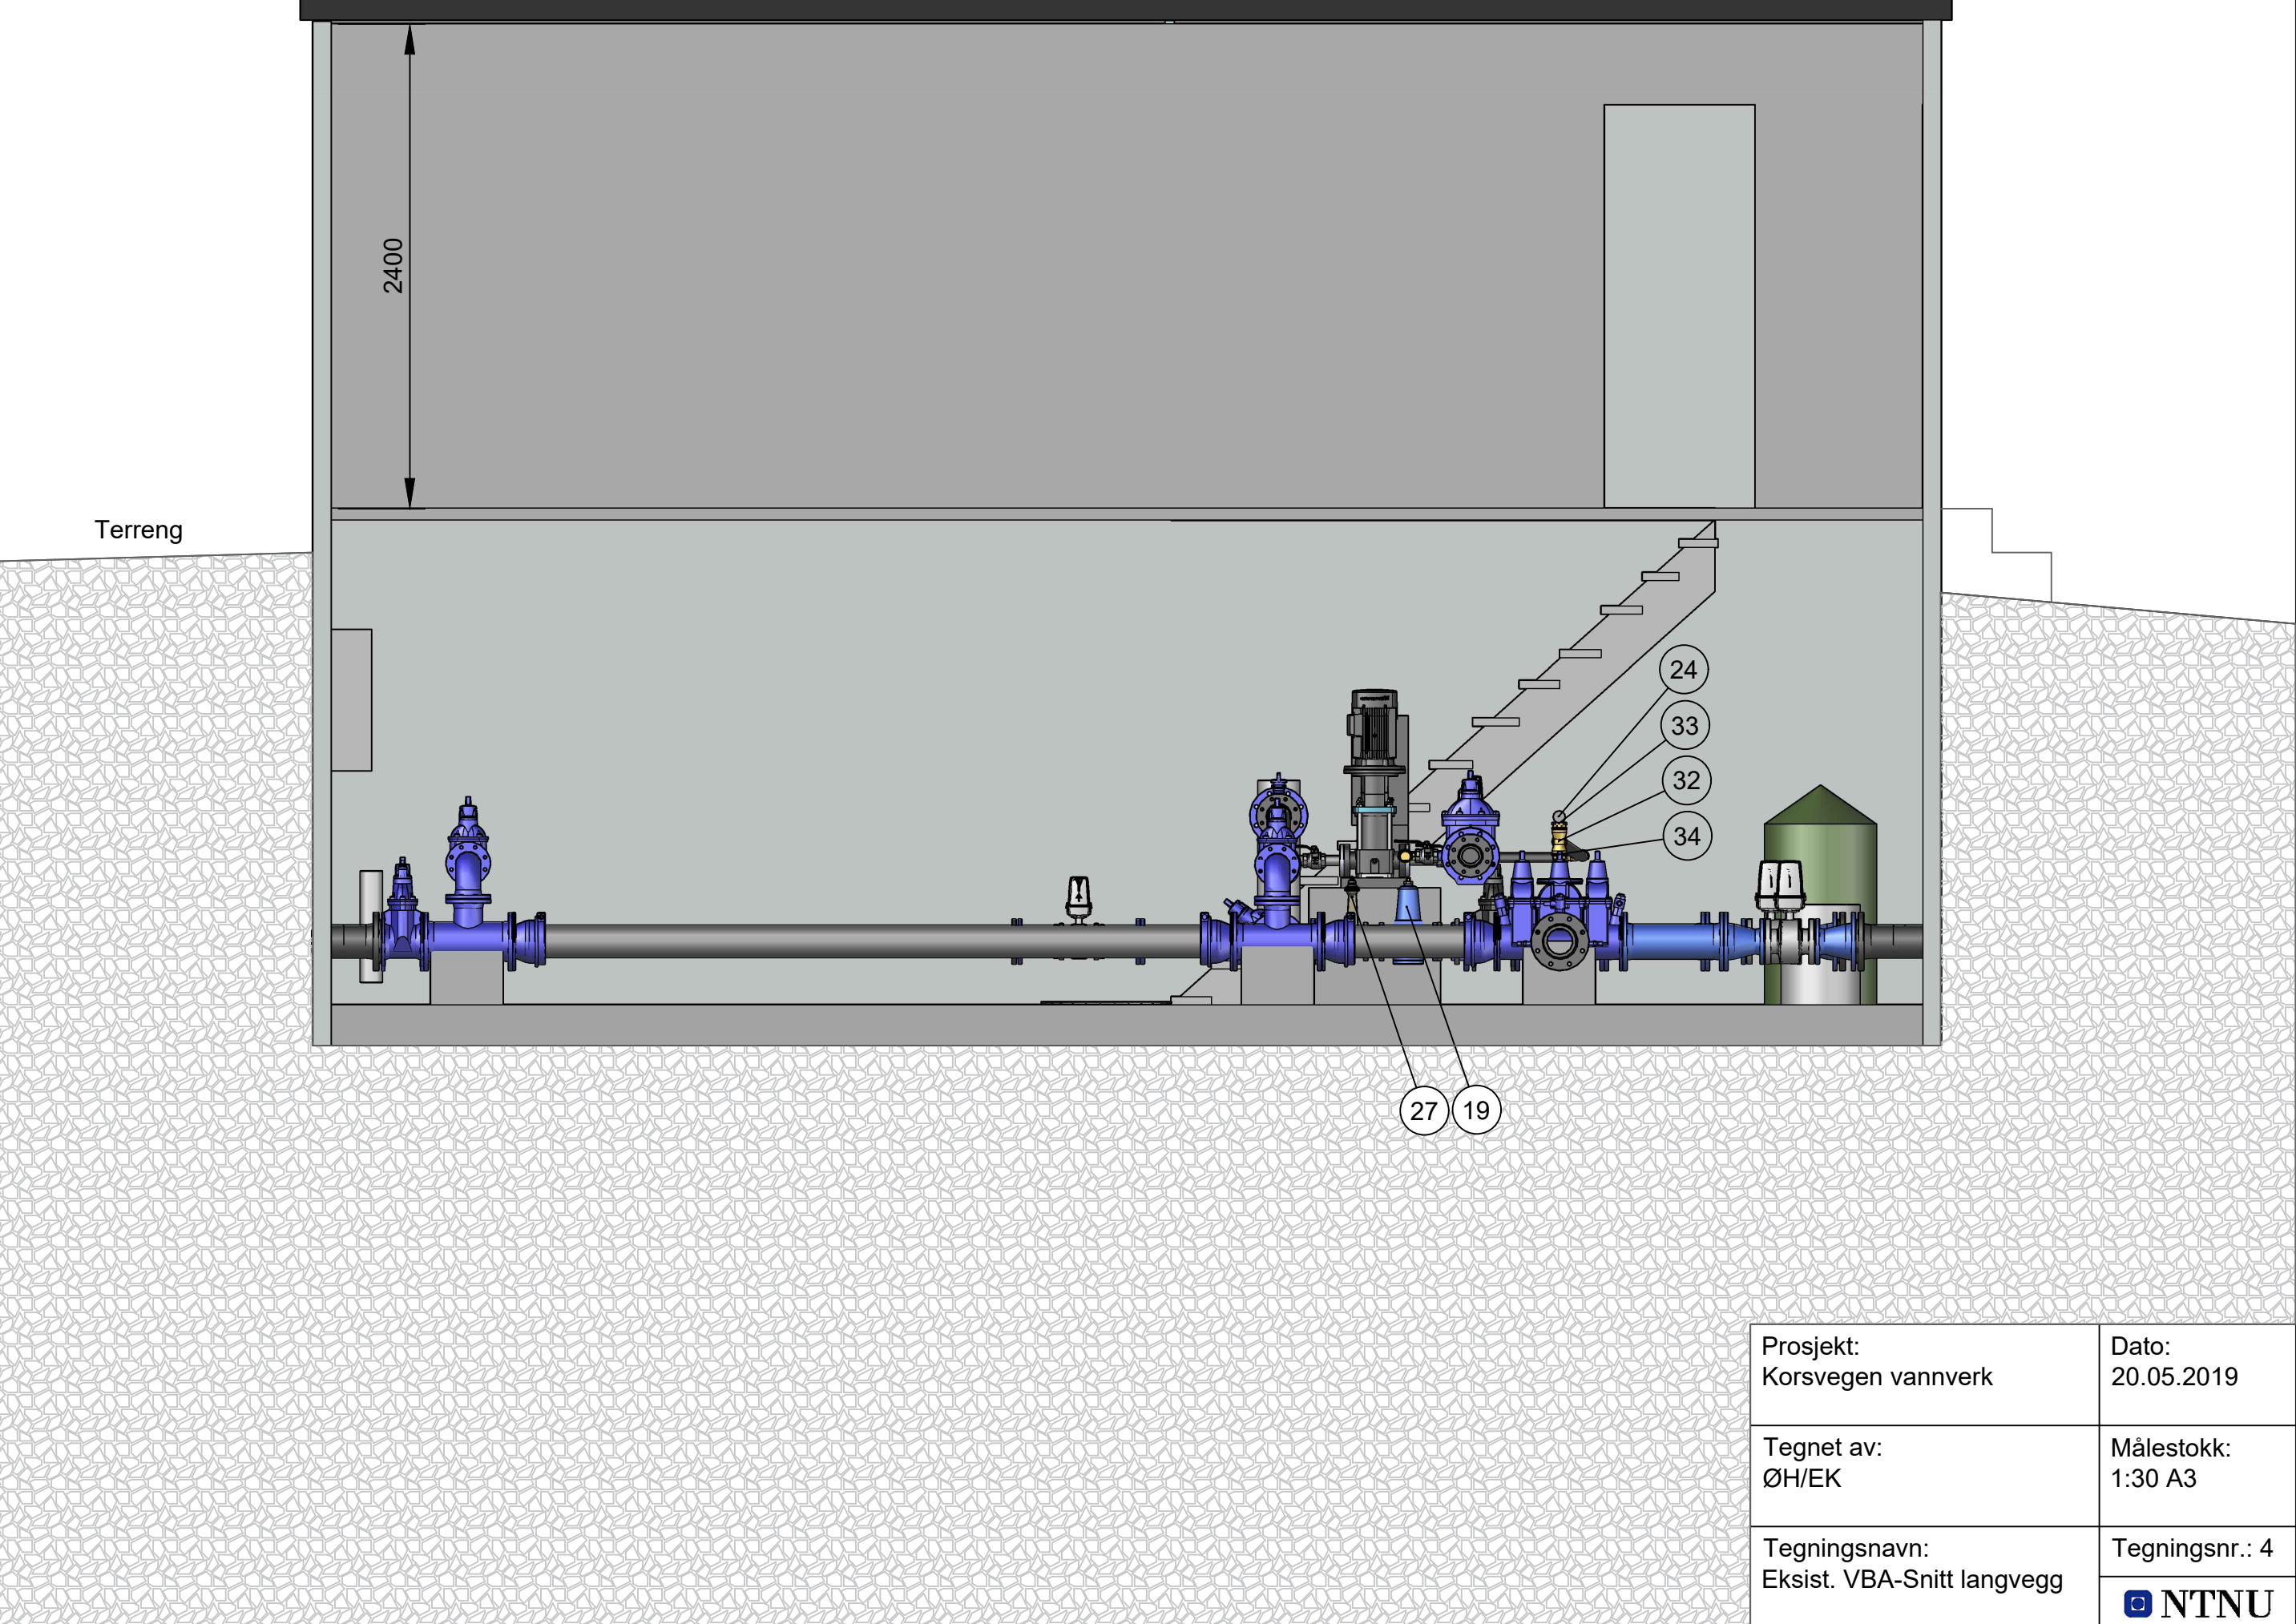 2400
Terreng
24
33
32
34
27
19
Prosjekt:
Korsvegen vannverk
Dato:
20.05.2019
Tegnet av:
ØH/EK
Målestokk:
1:30 A3
Tegningsnavn:
Eksist. VBA-Snitt langvegg
Tegningsnr.: 4
NTNU